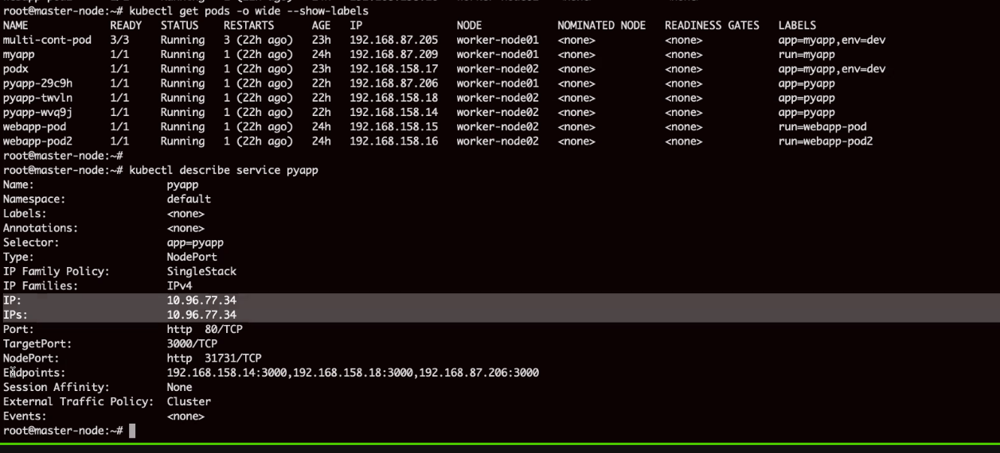 root@master-node:~# kubectl get pods -o wide --show-labels
NAME READY STATUS RESTARTS AGE IP NODE NOMINATED NODE READINESS GATES LABELS
multi-cont-pod 3/3 Running 3 (22h ago) 23h 192.168.87.205 worker-node01 <none> <none> app=myapp,env=dev
myapp 1/1 Running 1 (22h ago) 24h 192.168.87.209 worker-node01 <none> <none> run=myapp
podx 1/1 Running 1 (22h ago) 23h 192.168.158.17 worker-node02 <none> <none> app=myapp,env=dev
pyapp-29c9h 1/1 Running 1 (22h ago) 22h 192.168.87.206 worker-node01 <none> <none> app=pyapp
pyapp-twvln 1/1 Running 1 (22h ago) 22h 192.168.158.18 worker-node02 <none> <none> app=pyapp
pyapp-wvq9j 1/1 Running 1 (22h ago) 22h 192.168.158.14 worker-node02 <none> <none> app=pyapp
webapp-pod 1/1 Running 1 (22h ago) 24h 192.168.158.15 worker-node02 <none> <none> run=webapp-pod
webapp-pod2 1/1 Running 1 (22h ago) 24h 192.168.158.16 worker-node02 <none> <none> run=webapp-pod2
root@master-node:~#
root@master-node:~# kubectl describe service pyapp
Name: pyapp
Namespace: default
Labels: <none>
Annotations: <none>
Selector: app=pyapp
Type: NodePort
IP Family Policy: SingleStack
IP Families: IPv4
IP: 10.96.77.34
IPs: 10.96.77.34
Port: http 80/TCP
TargetPort: 3000/TCP
NodePort: http 31731/TCP
Endpoints: 192.168.158.14:3000,192.168.158.18:3000,192.168.87.206:3000
Session Affinity: None
External Traffic Policy: Cluster
Events: <none>
root@master-node:~#